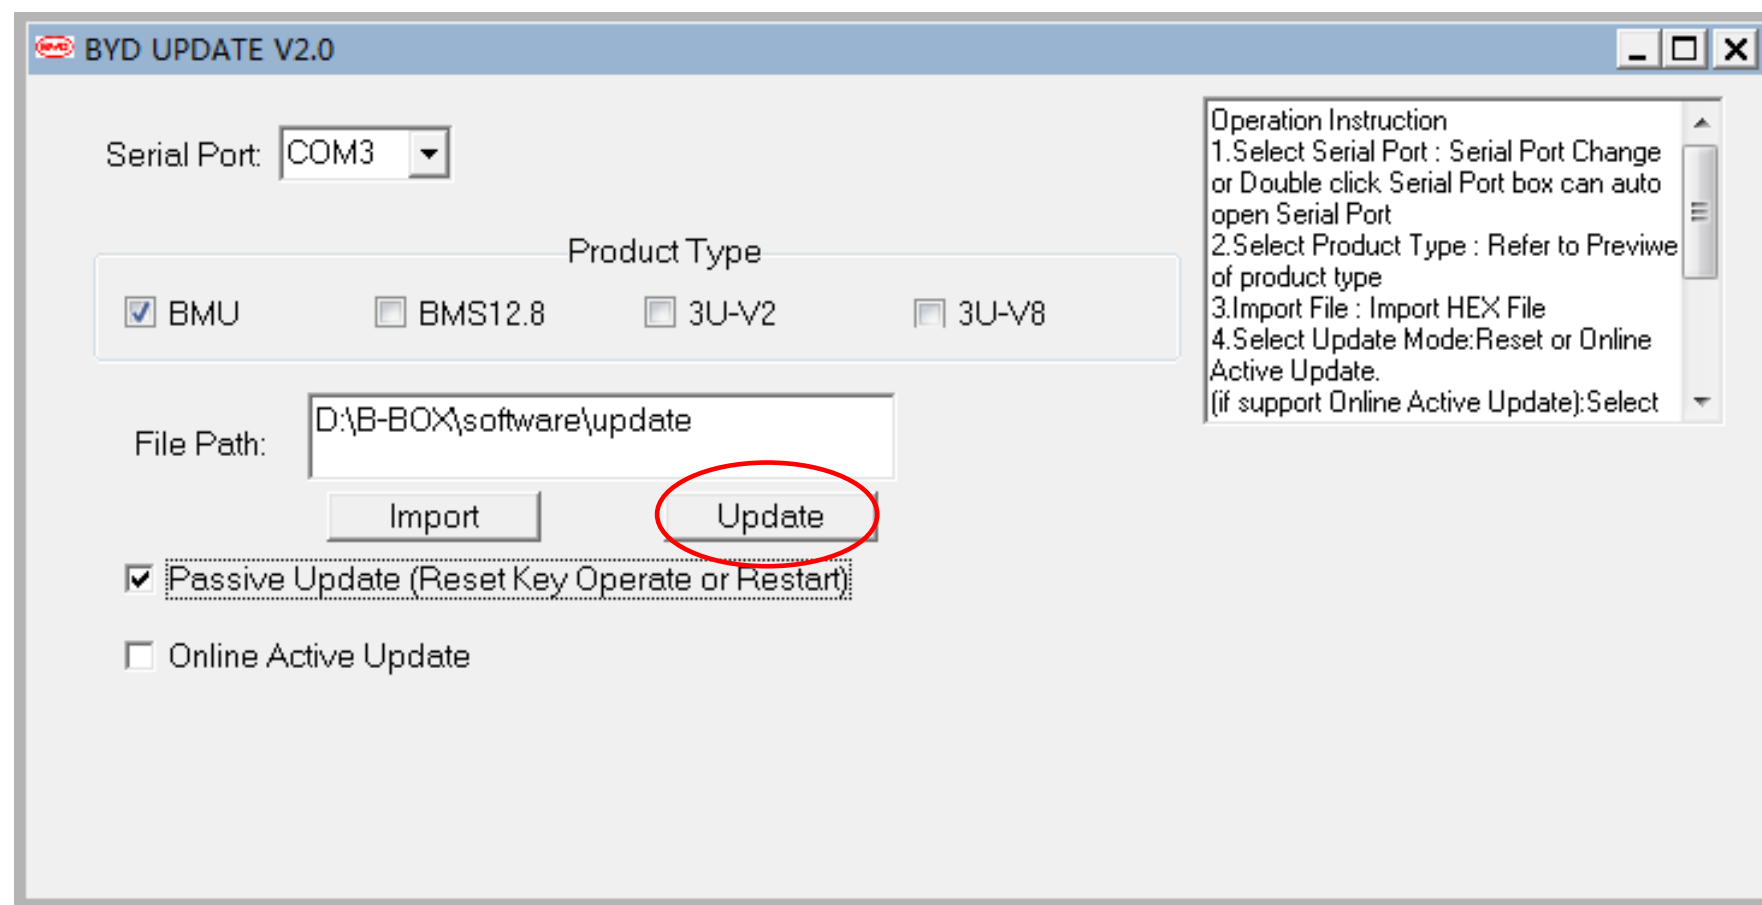 BYD UPDATE V2.0
Serial Port: COM3
Product Type
BMU BMS12.8 3U-V2 3U-V8
File Path: D:\B-BOX\software\update
Import Update
Passive Update (Reset Key Operate or Restart)
Online Active Update
Operation Instruction
1.Select Serial Port : Serial Port Change
or Double click Serial Port box can auto
open Serial Port
2.Select Product Type : Refer to Previwe
of product type
3.Import File : Import HEX File
4.Select Update Mode:Reset or Online
Active Update.
(if support Online Active Update):Select